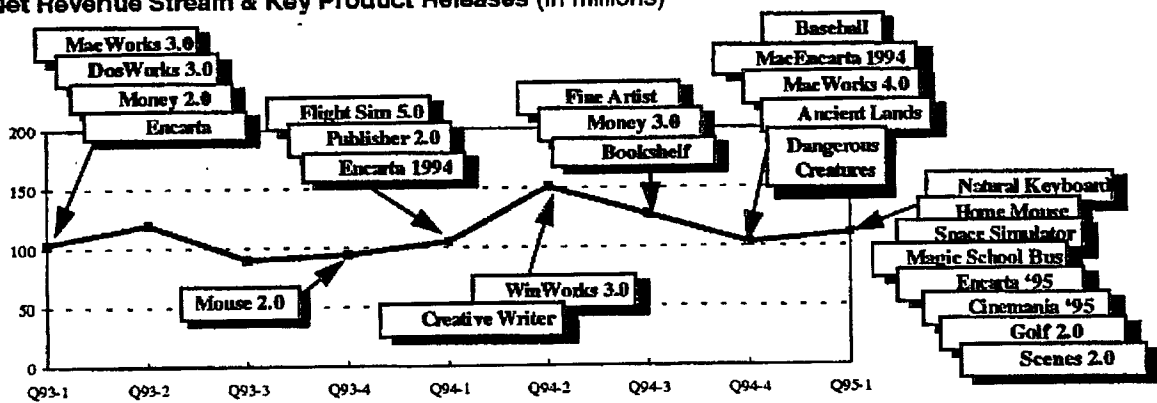 Net Revenue Stream & Key Product Releases (in millions)
MacWorks 3.0
DosWorks 3.0
Money 2.0
Encarta
Flight Sim 5.0
Publisher 2.0
Encarta 1994
Fine Artist
Money 3.0
Bookshelf
Baseball
MacEncarta 1994
MacWorks 4.0
Ancient Lands
Dangerous
Creatures
Natural Keyboard
Home Mouse
Space Simulator
Magic School Bus
Encarta '95
Cinemania '95
Golf 2.0
Scenes 2.0
Mouse 2.0
WinWorks 3.0
Creative Writer
200
150
100
50
0
Q93-1 Q93-2 Q93-3 Q93-4 Q94-1 Q94-2 Q94-3 Q94-4 Q95-1